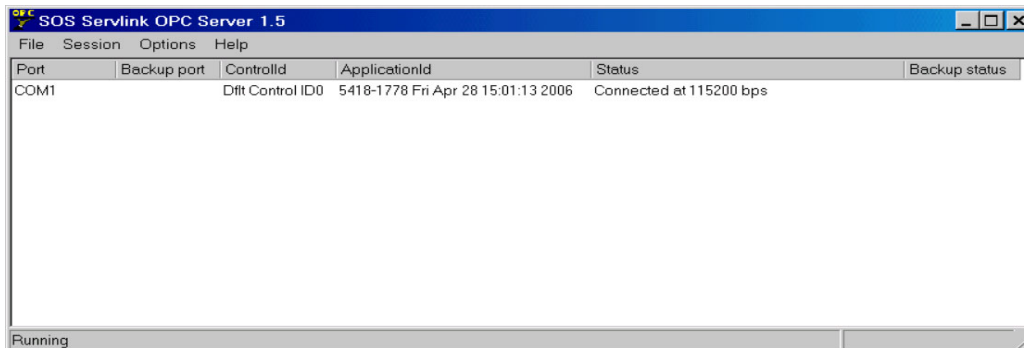 OPC
SOS Servlink OPC Server 1.5
File Session Options Help
Port Backup port ControlId ApplicationId Status Backup status
COM1 Dflt Control ID0 5418-1778 Fri Apr 28 15:01:13 2006 Connected at 115200 bps
Running